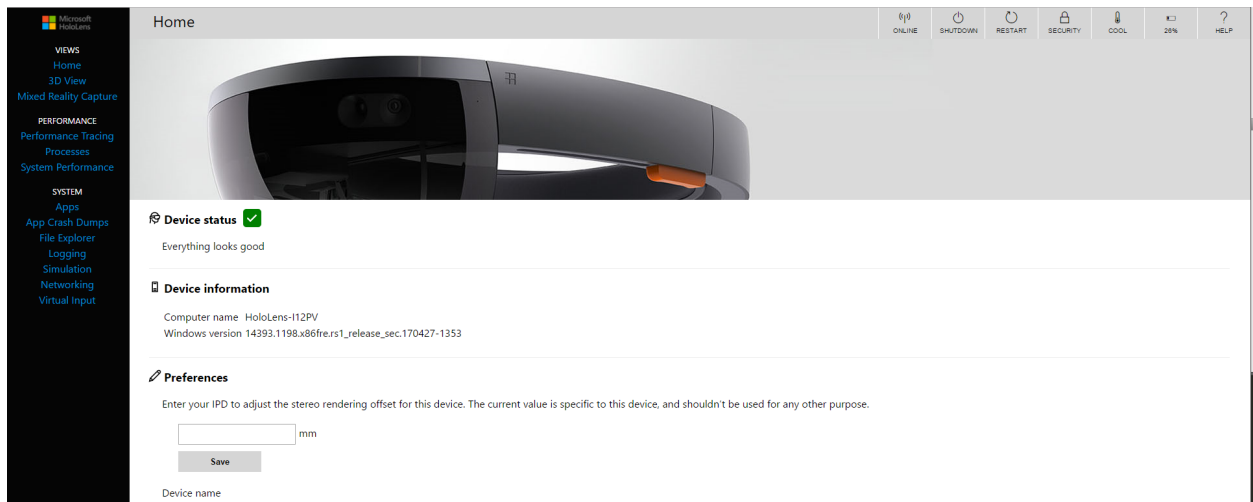 Microsoft
HoloLens
VIEWS
Home
3D View
Mixed Reality Capture
PERFORMANCE
Performance Tracing
Processes
System Performance
SYSTEM
Apps
App Crash Dumps
File Explorer
Logging
Simulation
Networking
Virtual Input
Home
ONLINE
SHUTDOWN
RESTART
SECURITY
COOL
26%
HELP
Device status
Everything looks good
Device information
Computer name HoloLens-I12PV
Windows version 14393.1198.x86fre.rs1_release_sec.170427-1353
Preferences
Enter your IPD to adjust the stereo rendering offset for this device. The current value is specific to this device, and shouldn't be used for any other purpose.
mm
Save
Device name